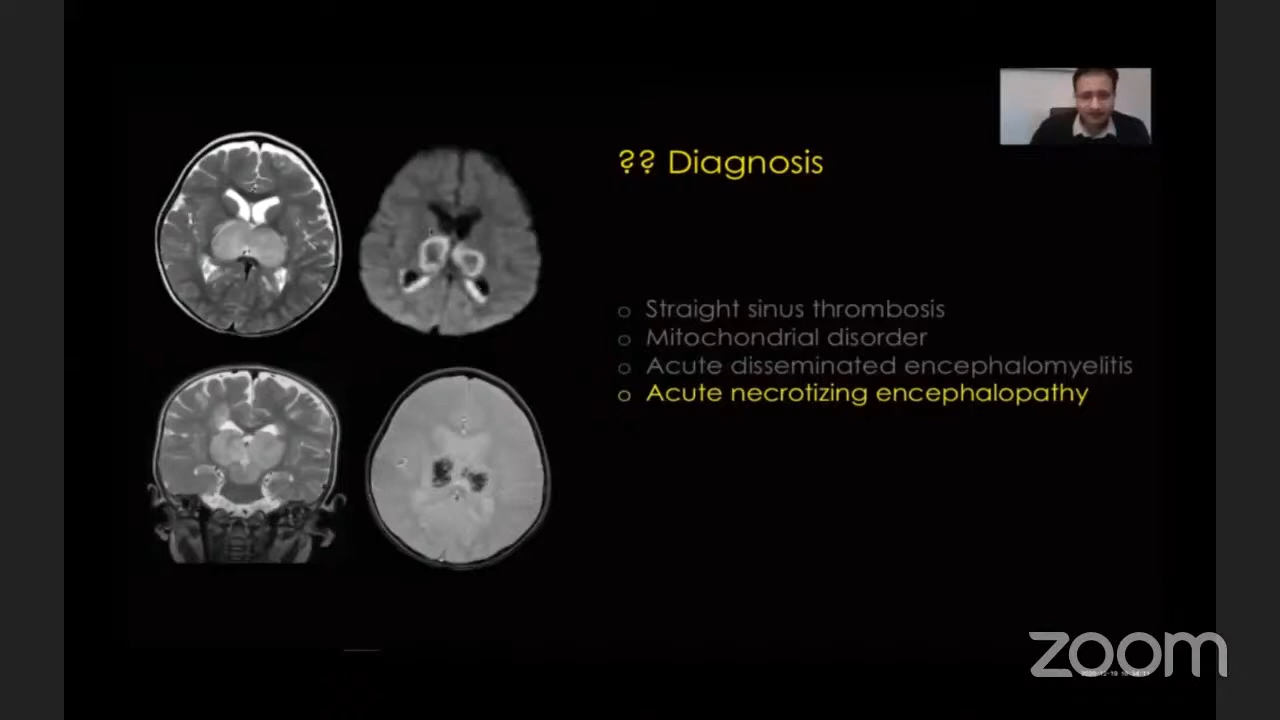 ?? Diagnosis
o Straight sinus thrombosis
o Mitochondrial disorder
o Acute disseminated encephalomyelitis
o Acute necrotizing encephalopathy
zoom